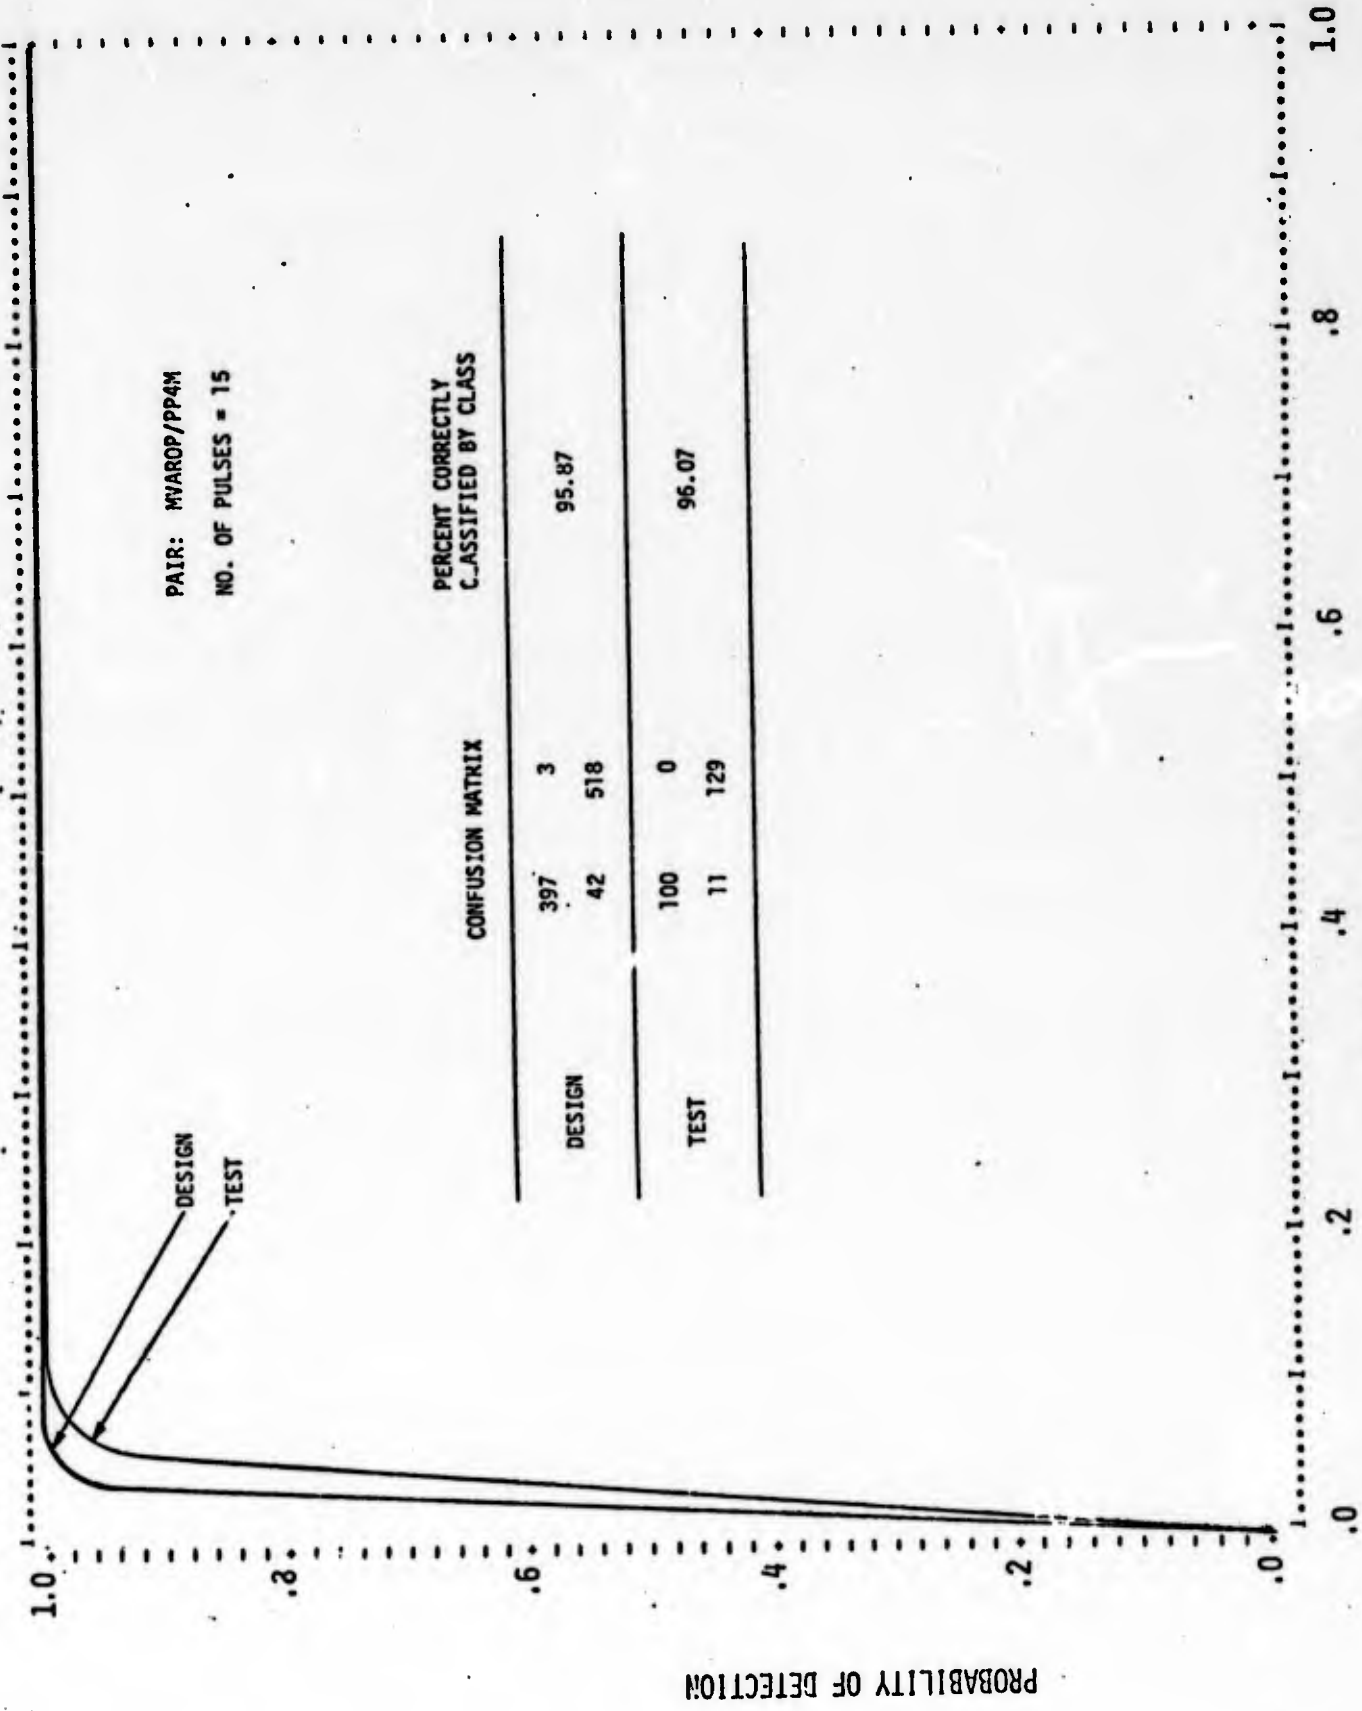 PROBABILITY OF DETECTION
1.0
.8
.6
.4
.2
.0
DESIGN
TEST
PAIR: MVAROP/PP4M
NO. OF PULSES = 15
CONFUSION MATRIX
PERCENT CORRECTLY
C_ASSIFIED BY CLASS
DESIGN
397 3
42 518
95.87
TEST
100 0
11 129
96.07
.0 .2 .4 .6 .8 1.0